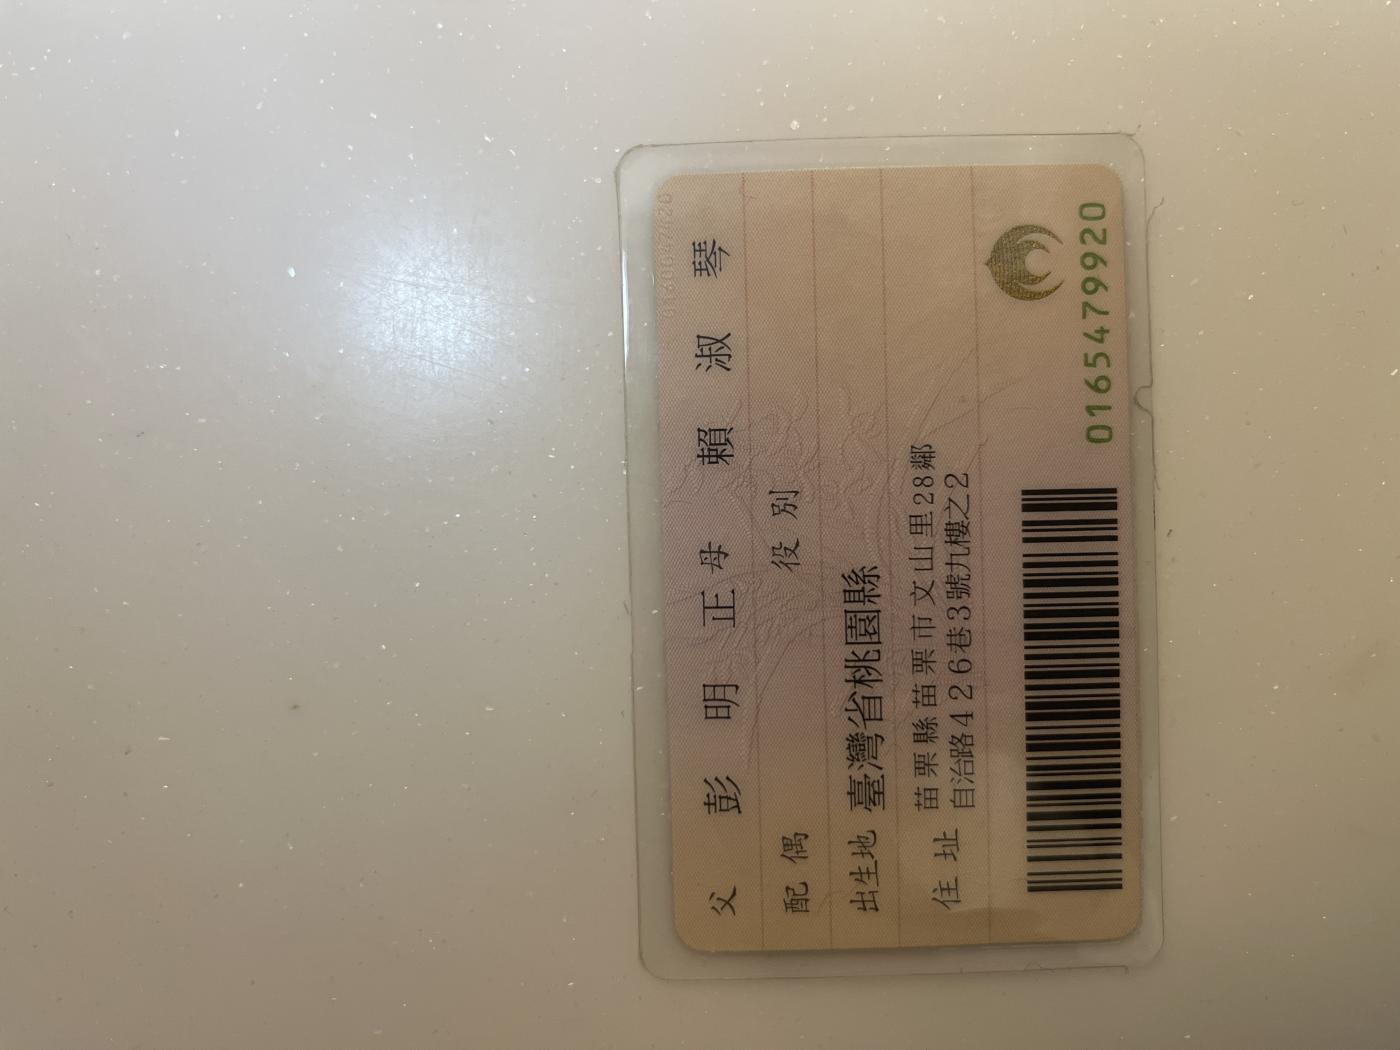 父 彭明正 母 賴淑琴
配偶 役別
出生地 臺灣省桃園縣
住址 苗栗縣苗栗市文山里28鄰
自治路426巷3號九樓之2
0165479920